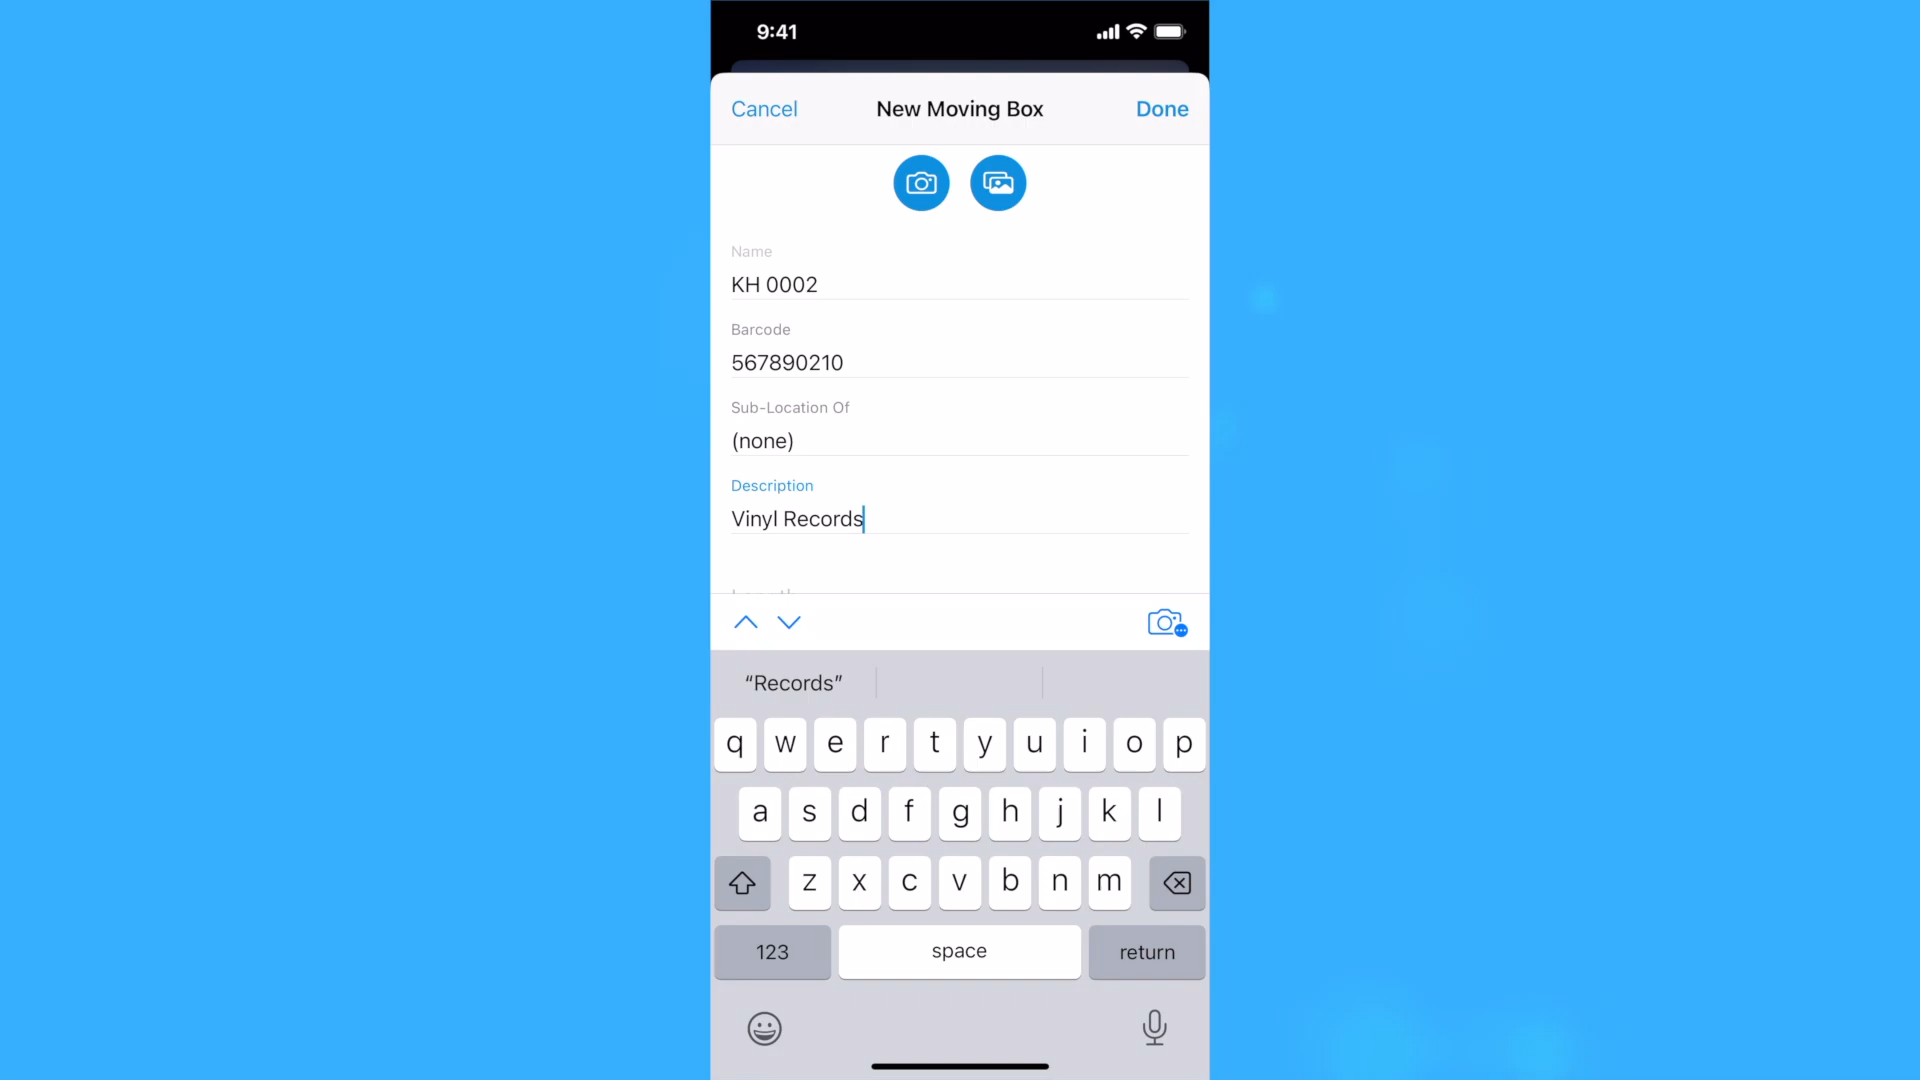 9:41
Cancel New Moving Box Done
Name
KH 0002
Barcode
567890210
Sub-Location Of
(none)
Description
Vinyl Records
“Records”
q w e r t y u i o p
a s d f g h j k l
z x c v b n m
123 space return